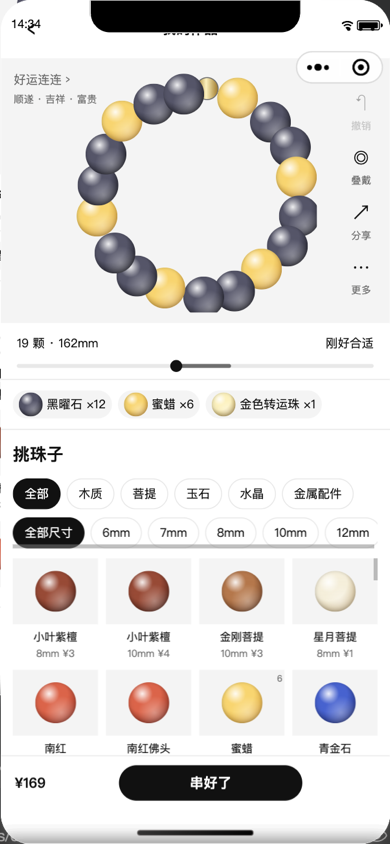 14:34
好运连连 >
顺遂 · 吉祥 · 富贵
撤销
叠戴
分享
更多
19 颗 · 162mm
刚好合适
黑曜石 ×12
蜜蜡 ×6
金色转运珠 ×1
挑珠子
全部
木质
菩提
玉石
水晶
金属配件
全部尺寸
6mm
7mm
8mm
10mm
12mm
小叶紫檀
8mm ¥3
小叶紫檀
10mm ¥4
金刚菩提
10mm ¥3
星月菩提
8mm ¥1
6
南红
南红佛头
蜜蜡
青金石
¥169
串好了